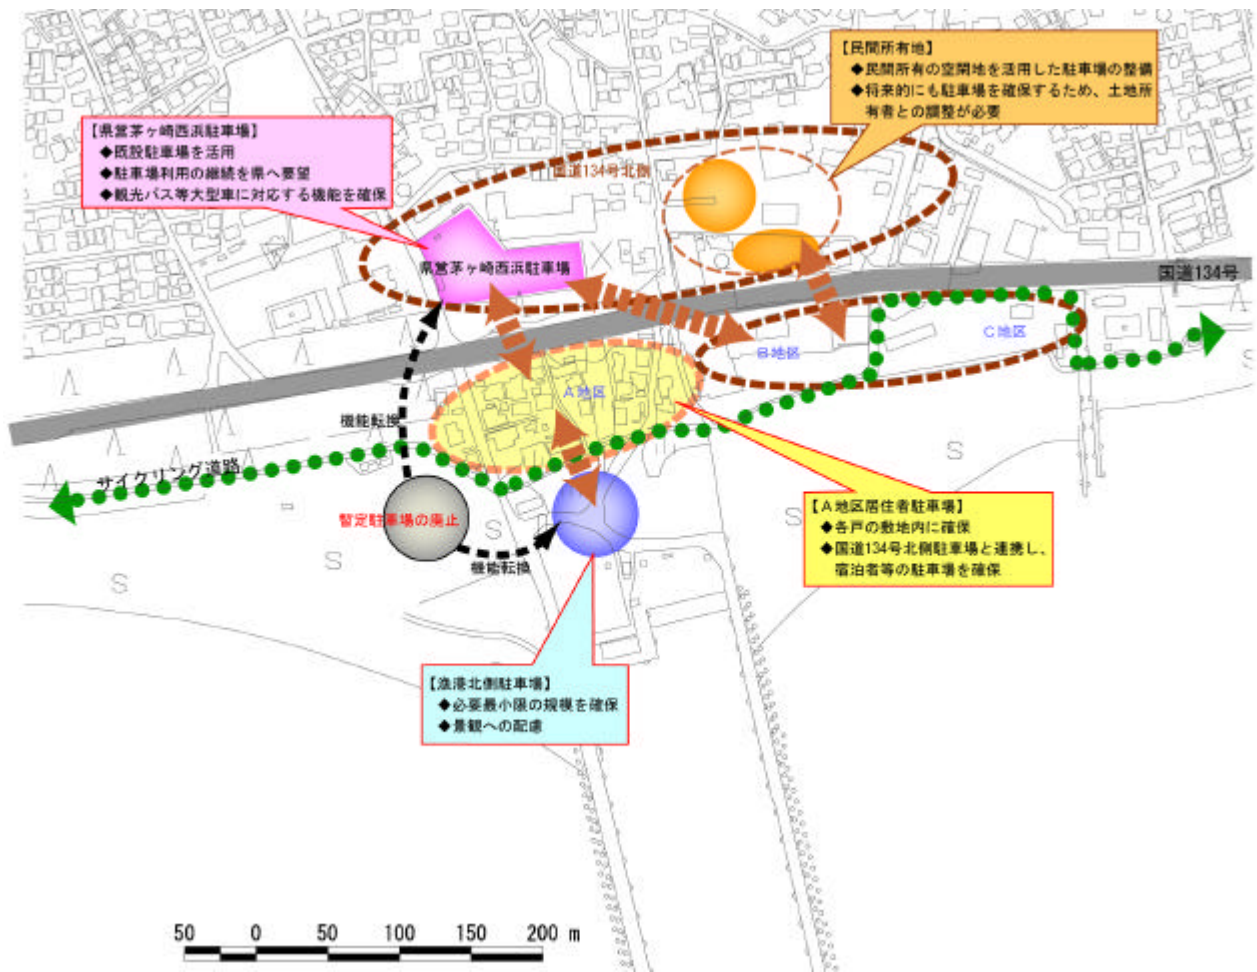 【民間所有地】
◆民間所有の空閑地を活用した駐車場の整備
◆将来的にも駐車場を確保するため、土地所
有者との調整が必要
【県営茅ヶ崎西浜駐車場】
◆既設駐車場を活用
◆駐車場利用の継続を県へ要望
◆観光バス等大型車に対応する機能を確保
国道134号北側
県営茅ヶ崎西浜駐車場
国道134号
B地区
C地区
A地区
機能転換
サイクリング道路
暫定駐車場の廃止
機能転換
【A地区居住者駐車場】
◆各戸の敷地内に確保
◆国道134号北側駐車場と連携し、
宿泊者等の駐車場を確保
S
S
S
S
S
S
S
【漁港北側駐車場】
◆必要最小限の規模を確保
◆景観への配慮
50 0 50 100 150 200 m